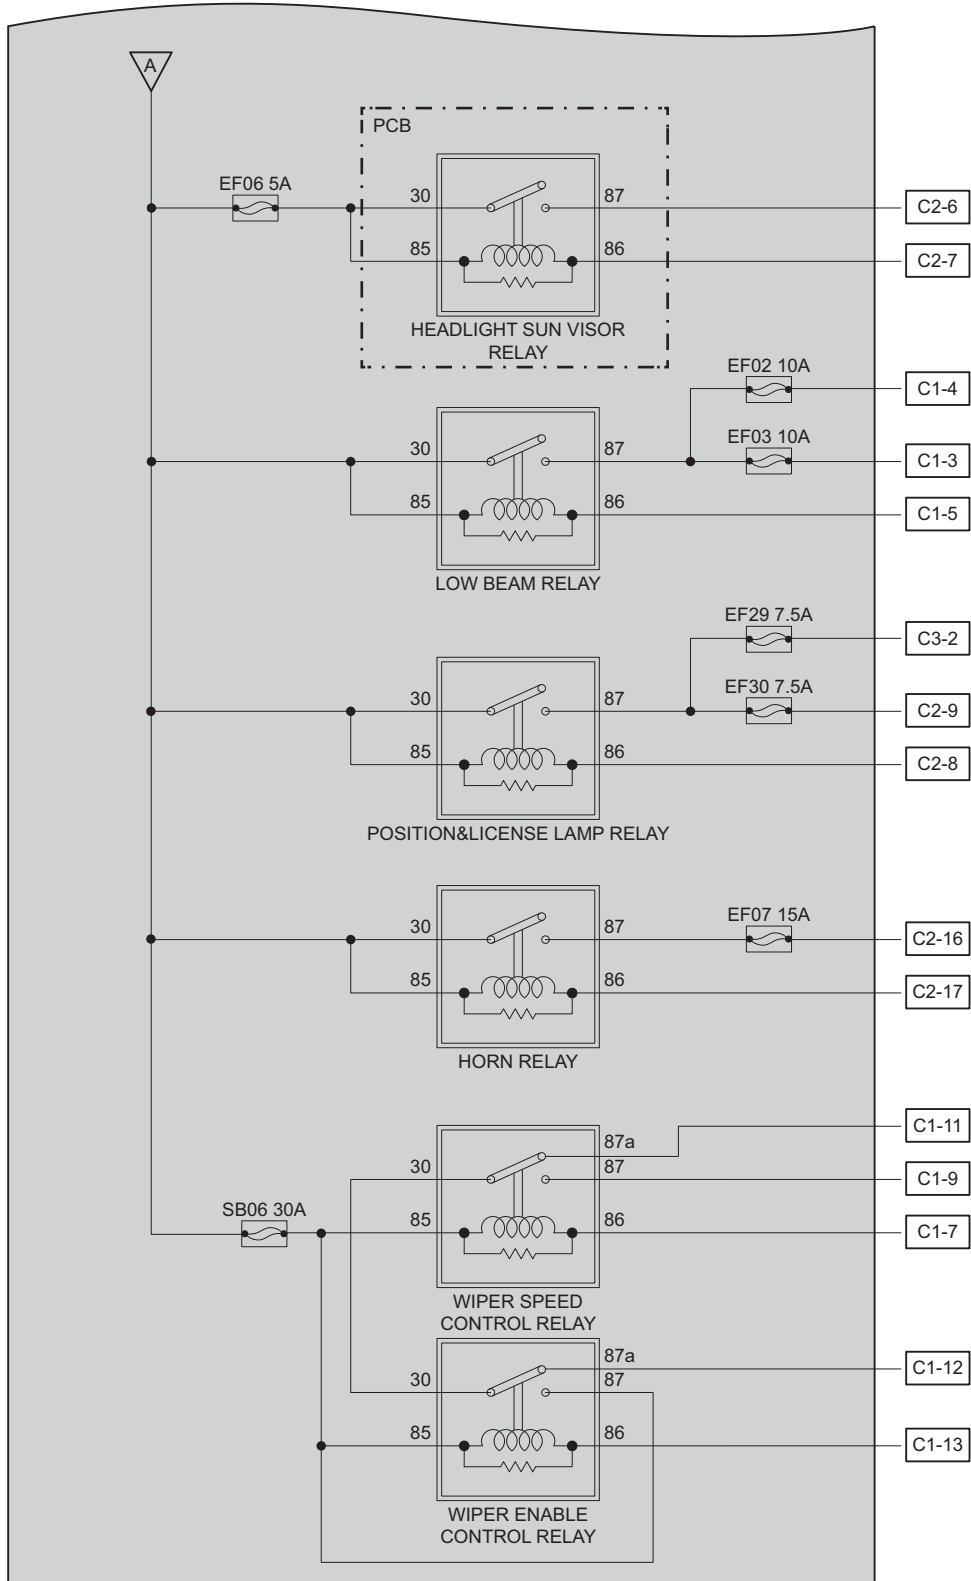 A
PCB
EF06 5A
30
87
C2-6
85
86
C2-7
HEADLIGHT SUN VISOR
RELAY
EF02 10A
C1-4
30
87
EF03 10A
C1-3
85
86
C1-5
LOW BEAM RELAY
EF29 7.5A
C3-2
30
87
EF30 7.5A
C2-9
85
86
C2-8
POSITION&LICENSE LAMP RELAY
30
87
EF07 15A
C2-16
85
86
C2-17
HORN RELAY
87a
C1-11
30
87
C1-9
SB06 30A
85
86
C1-7
WIPER SPEED
CONTROL RELAY
87a
C1-12
30
87
85
86
C1-13
WIPER ENABLE
CONTROL RELAY